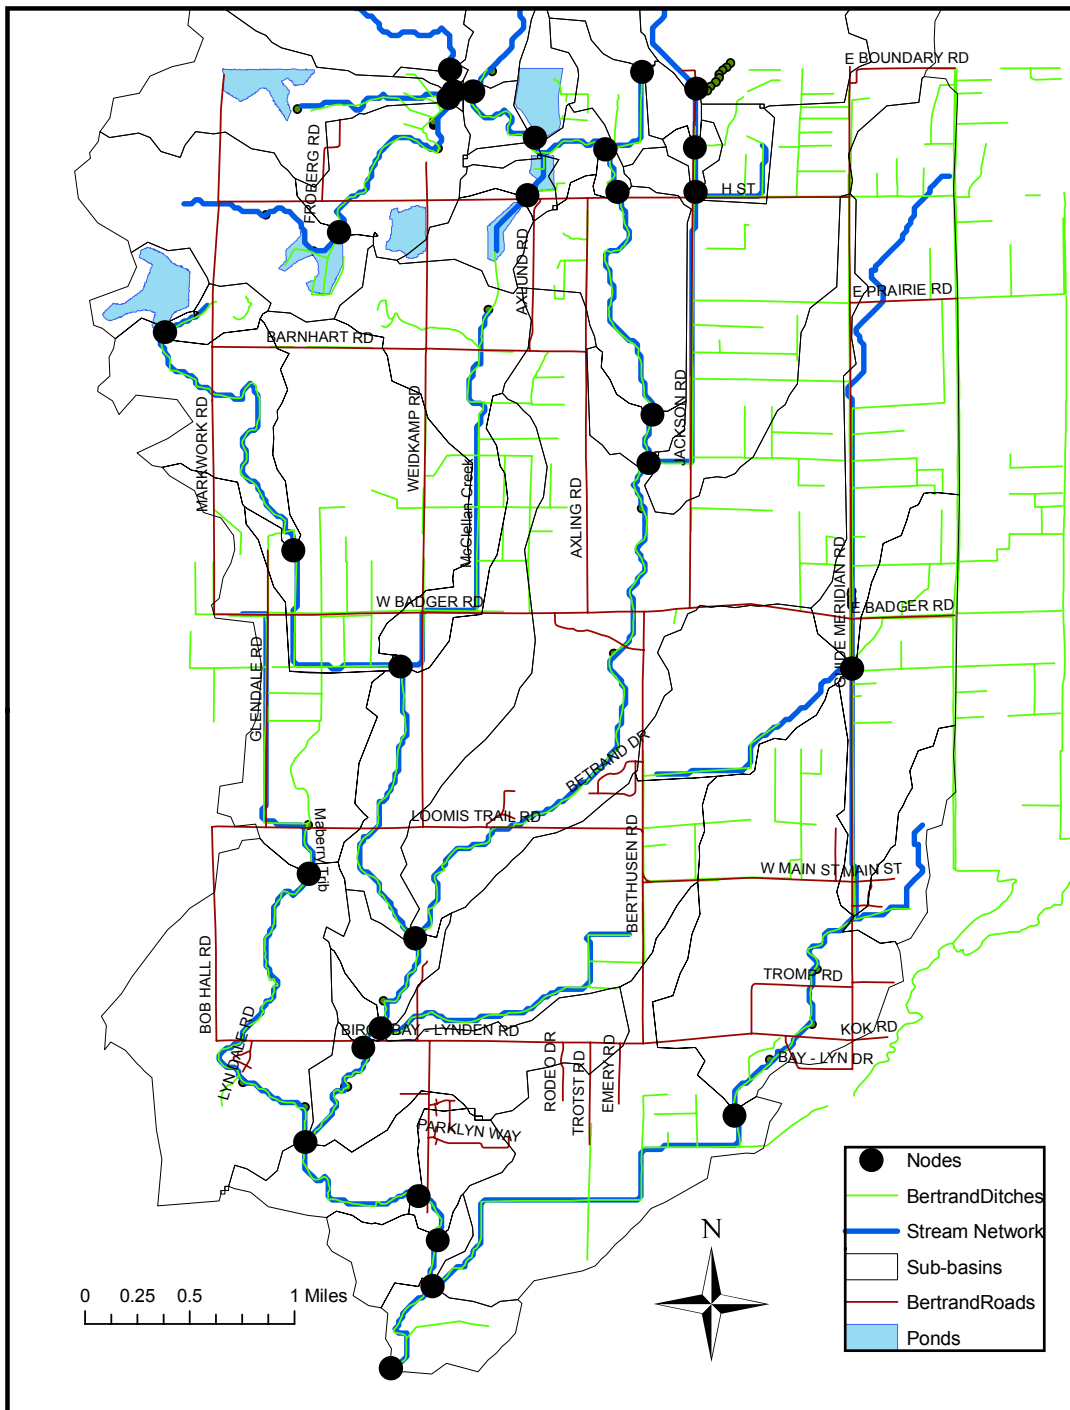 E BOUNDARY RD
FROBERG RD
H ST
AXLUND RD
E PRAIRIE RD
BARNHART RD
MARKWORK RD
WEIDKAMP RD
JACKSON RD
McClellan Creek
AXLING RD
GUIDE MERIDIAN RD
W BADGER RD
E BADGER RD
GLENDALE RD
BETRAND DR
LOOMIS TRAIL RD
Maberry Trib
BERTHUSEN RD
W MAIN ST
MAIN ST
BOB HALL RD
TROMP RD
KOK RD
BIRCH BAY - LYNDEN RD
BAY - LYN DR
LYN DALE RD
RODEO DR
TROTST RD
EMERY RD
PARKLYN WAY
Nodes
BertrandDitches
Stream Network
Sub-basins
BertrandRoads
Ponds
N
0 0.25 0.5 1 Miles